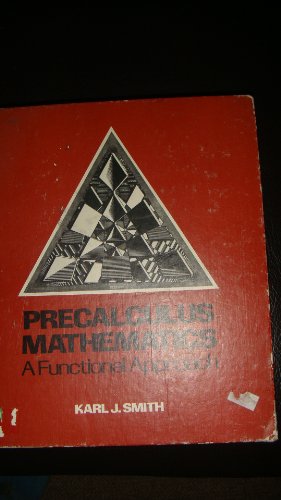 PRECALCULUS
MATHEMATICS
A Functional Approach
KARL J. SMITH